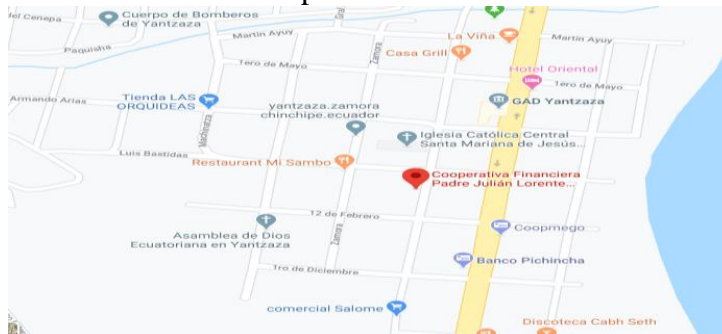 del Cenepa
Cuerpo de Bomberos
de Yantzaza
Martin Ayuy
La Viña
Martin Ayuy
Paquisha
Casa Grill
1ero de Mayo
Hotel Oriental
1ero de Mayo
Zamora
Armando Arias
Tienda LAS
ORQUIDEAS
yantzaza.zamora
chinchipe.ecuador
GAD Yantzaza
Machinatza
Iglesia Católica Central
Santa Mariana de Jesús...
Luis Bastidas
Restaurant Mi Sambo
Cooperativa Financiera
Padre Julián Lorente...
12 de Febrero
Asamblea de Dios
Ecuatoriana en Yantzaza
Zamora
Coopmego
Banco Pichincha
1ro de Diciembre
comercial Salome
Discoteca Cabh Seth